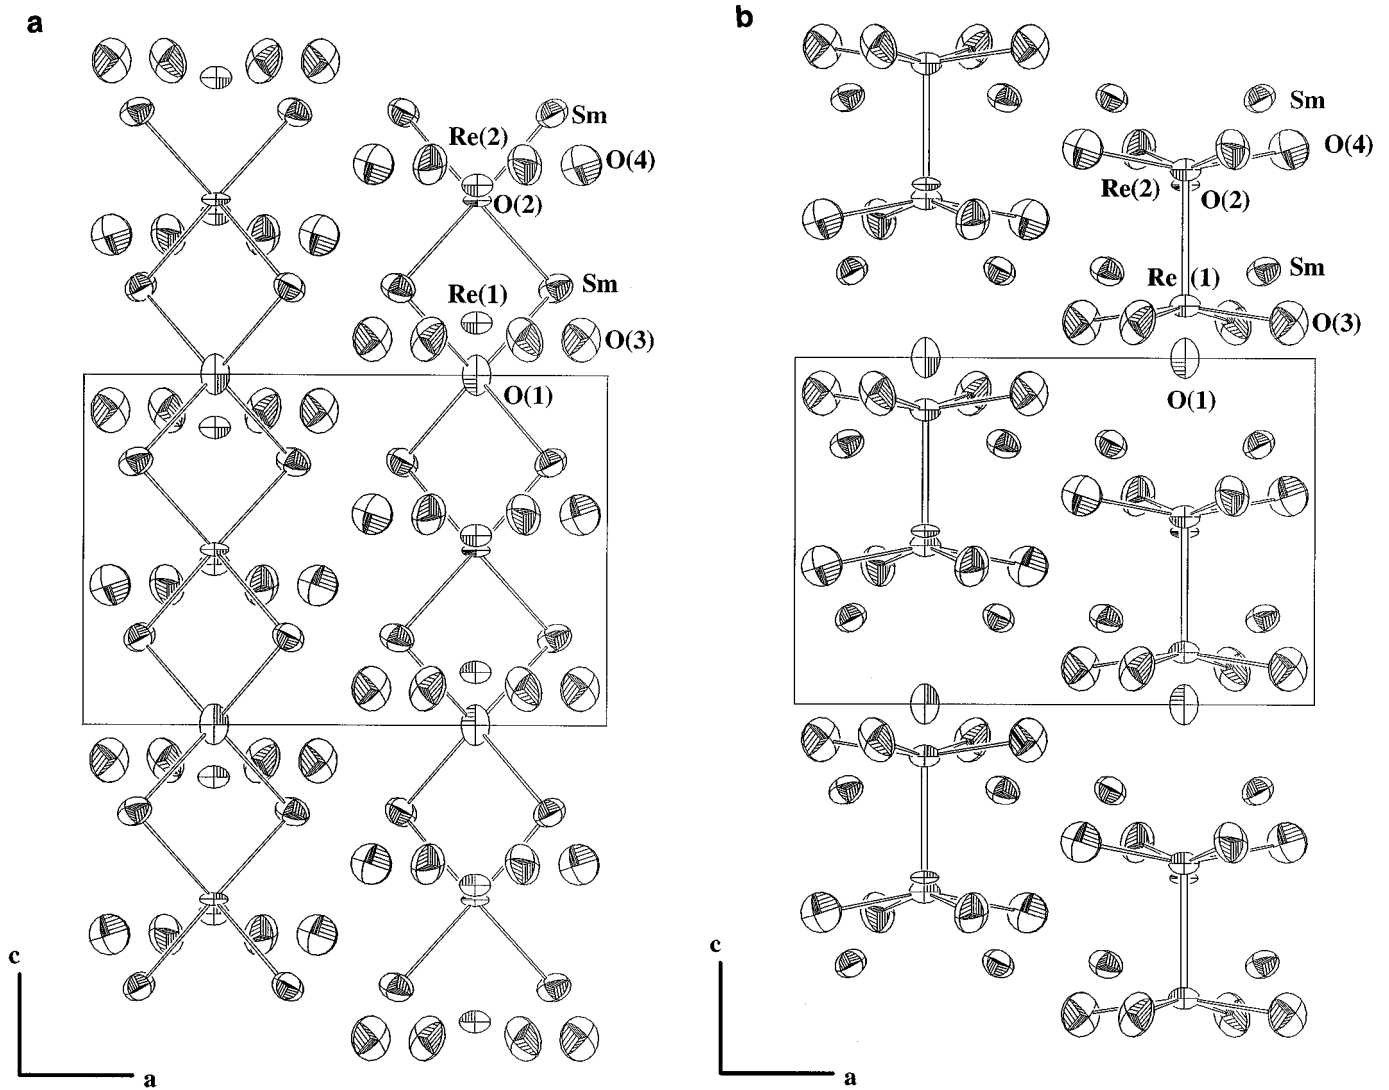 a
b
Sm
Re(2)
O(4)
O(2)
Sm
Re(1)
O(3)
O(1)
c
a
Sm
O(4)
Re(2)
O(2)
Sm
Re(1)
O(3)
O(1)
c
a